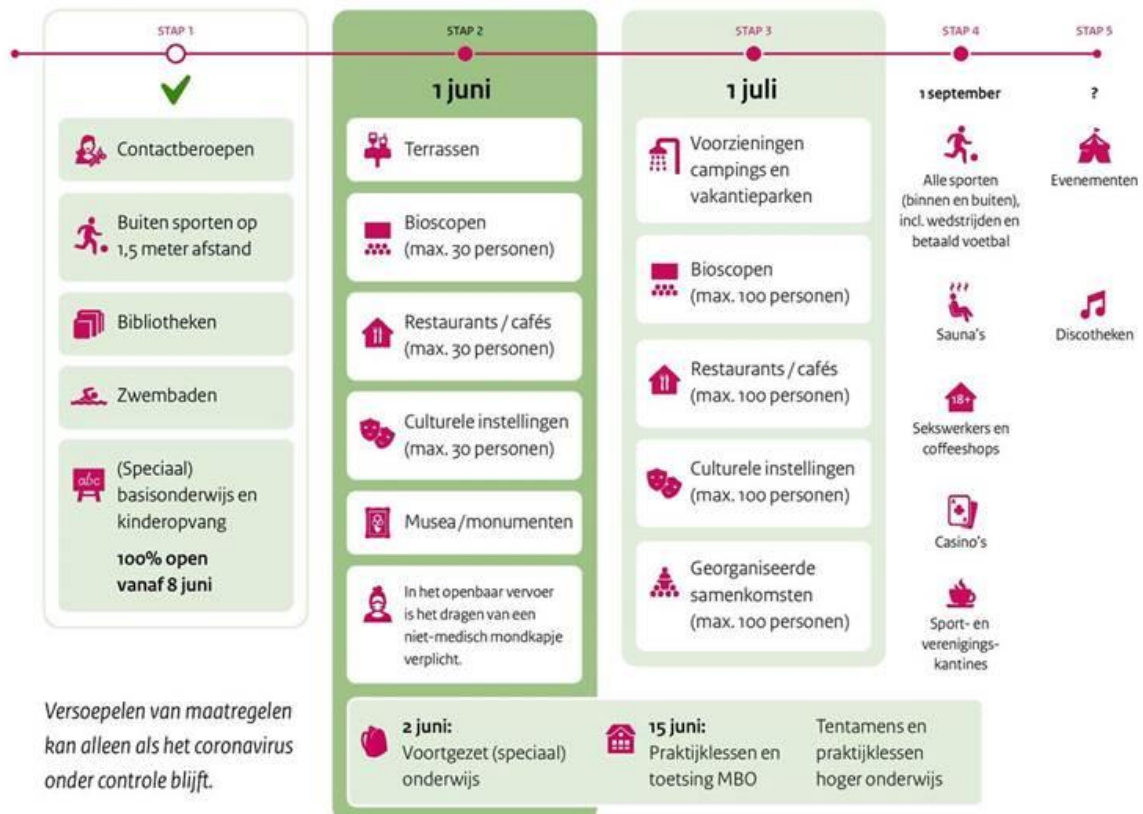 STAP 1
✓
Contactberoepen
Buiten sporten op
1,5 meter afstand
Bibliotheken
Zwembaden
abc
(Speciaal)
basisonderwijs en
kinderopvang
100% open
vanaf 8 juni
Versoepelen van maatregelen
kan alleen als het coronavirus
onder controle blijft.
STAP 2
1 juni
Terrassen
Bioscopen
(max. 30 personen)
Restaurants / cafés
(max. 30 personen)
Culturele instellingen
(max. 30 personen)
Musea/monumenten
In het openbaar vervoer
is het dragen van een
niet-medisch mondkapje
verplicht.
2 juni:
Voortgezet (speciaal)
onderwijs
15 juni:
Praktijklessen en
toetsing MBO
Tentamens en
praktijklessen
hoger onderwijs
STAP 3
1 juli
Voorzieningen
campings en
vakantieparken
Bioscopen
(max. 100 personen)
Restaurants / cafés
(max. 100 personen)
Culturele instellingen
(max. 100 personen)
Georganiseerde
samenkomsten
(max. 100 personen)
STAP 4
1 september
Alle sporten
(binnen en buiten),
incl. wedstrijden en
betaald voetbal
Sauna's
18+
Sekswerkers en
coffeeshops
Casino's
Sport- en
verenigings-
kantines
STAP 5
?
Evenementen
Discotheken